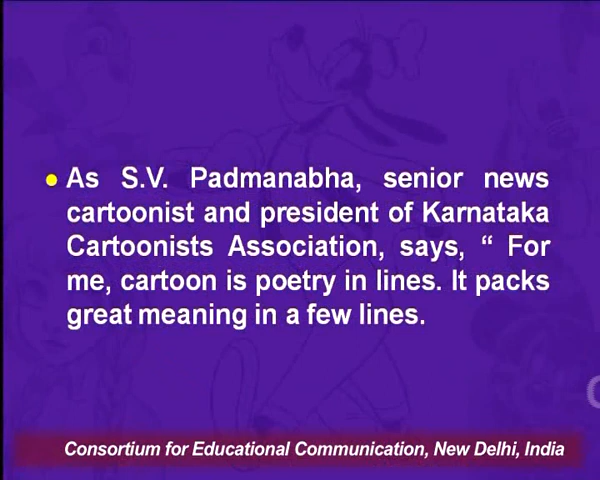 As S.V. Padmanabha, senior news
cartoonist and president of Karnataka
Cartoonists Association, says, “ For
me, cartoon is poetry in lines. It packs
great meaning in a few lines.
Consortium for Educational Communication, New Delhi, India